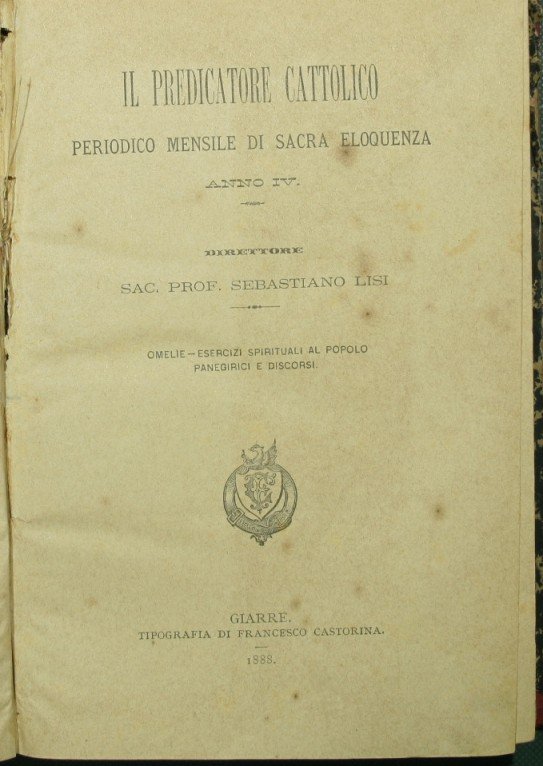 IL PREDICATORE CATTOLICO
PERIODICO MENSILE DI SACRA ELOQUENZA
ANNO IV.
DIRETTORE
SAC. PROF. SEBASTIANO LISI
OMELIE—ESERCIZI SPIRITUALI AL POPOLO
PANEGIRICI E DISCORSI.
GIARRE.
TIPOGRAFIA DI FRANCESCO CASTORINA.
1888.